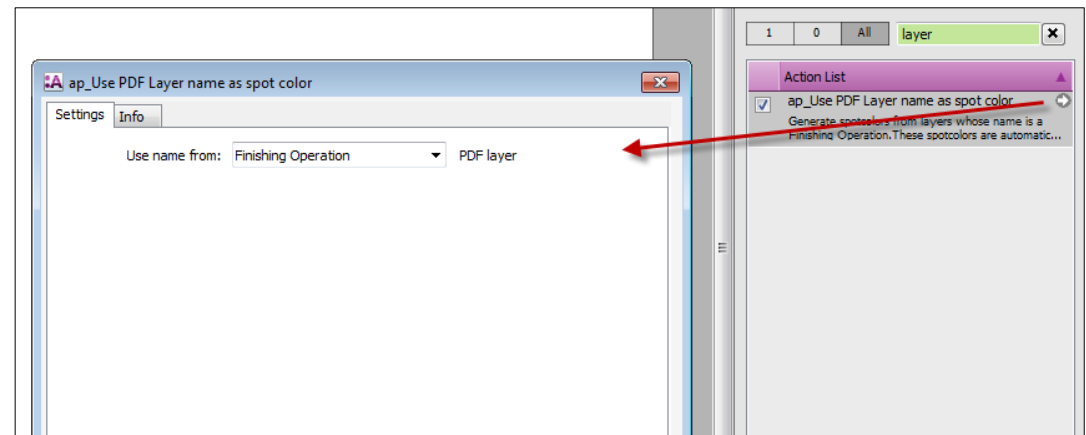 1 0 All layer
Action List
ap_Use PDF Layer name as spot color
Generate spotcolors from layers whose name is a
Finishing Operation.These spotcolors are automatic...
:A ap_Use PDF Layer name as spot color
Settings Info
Use name from: Finishing Operation PDF layer